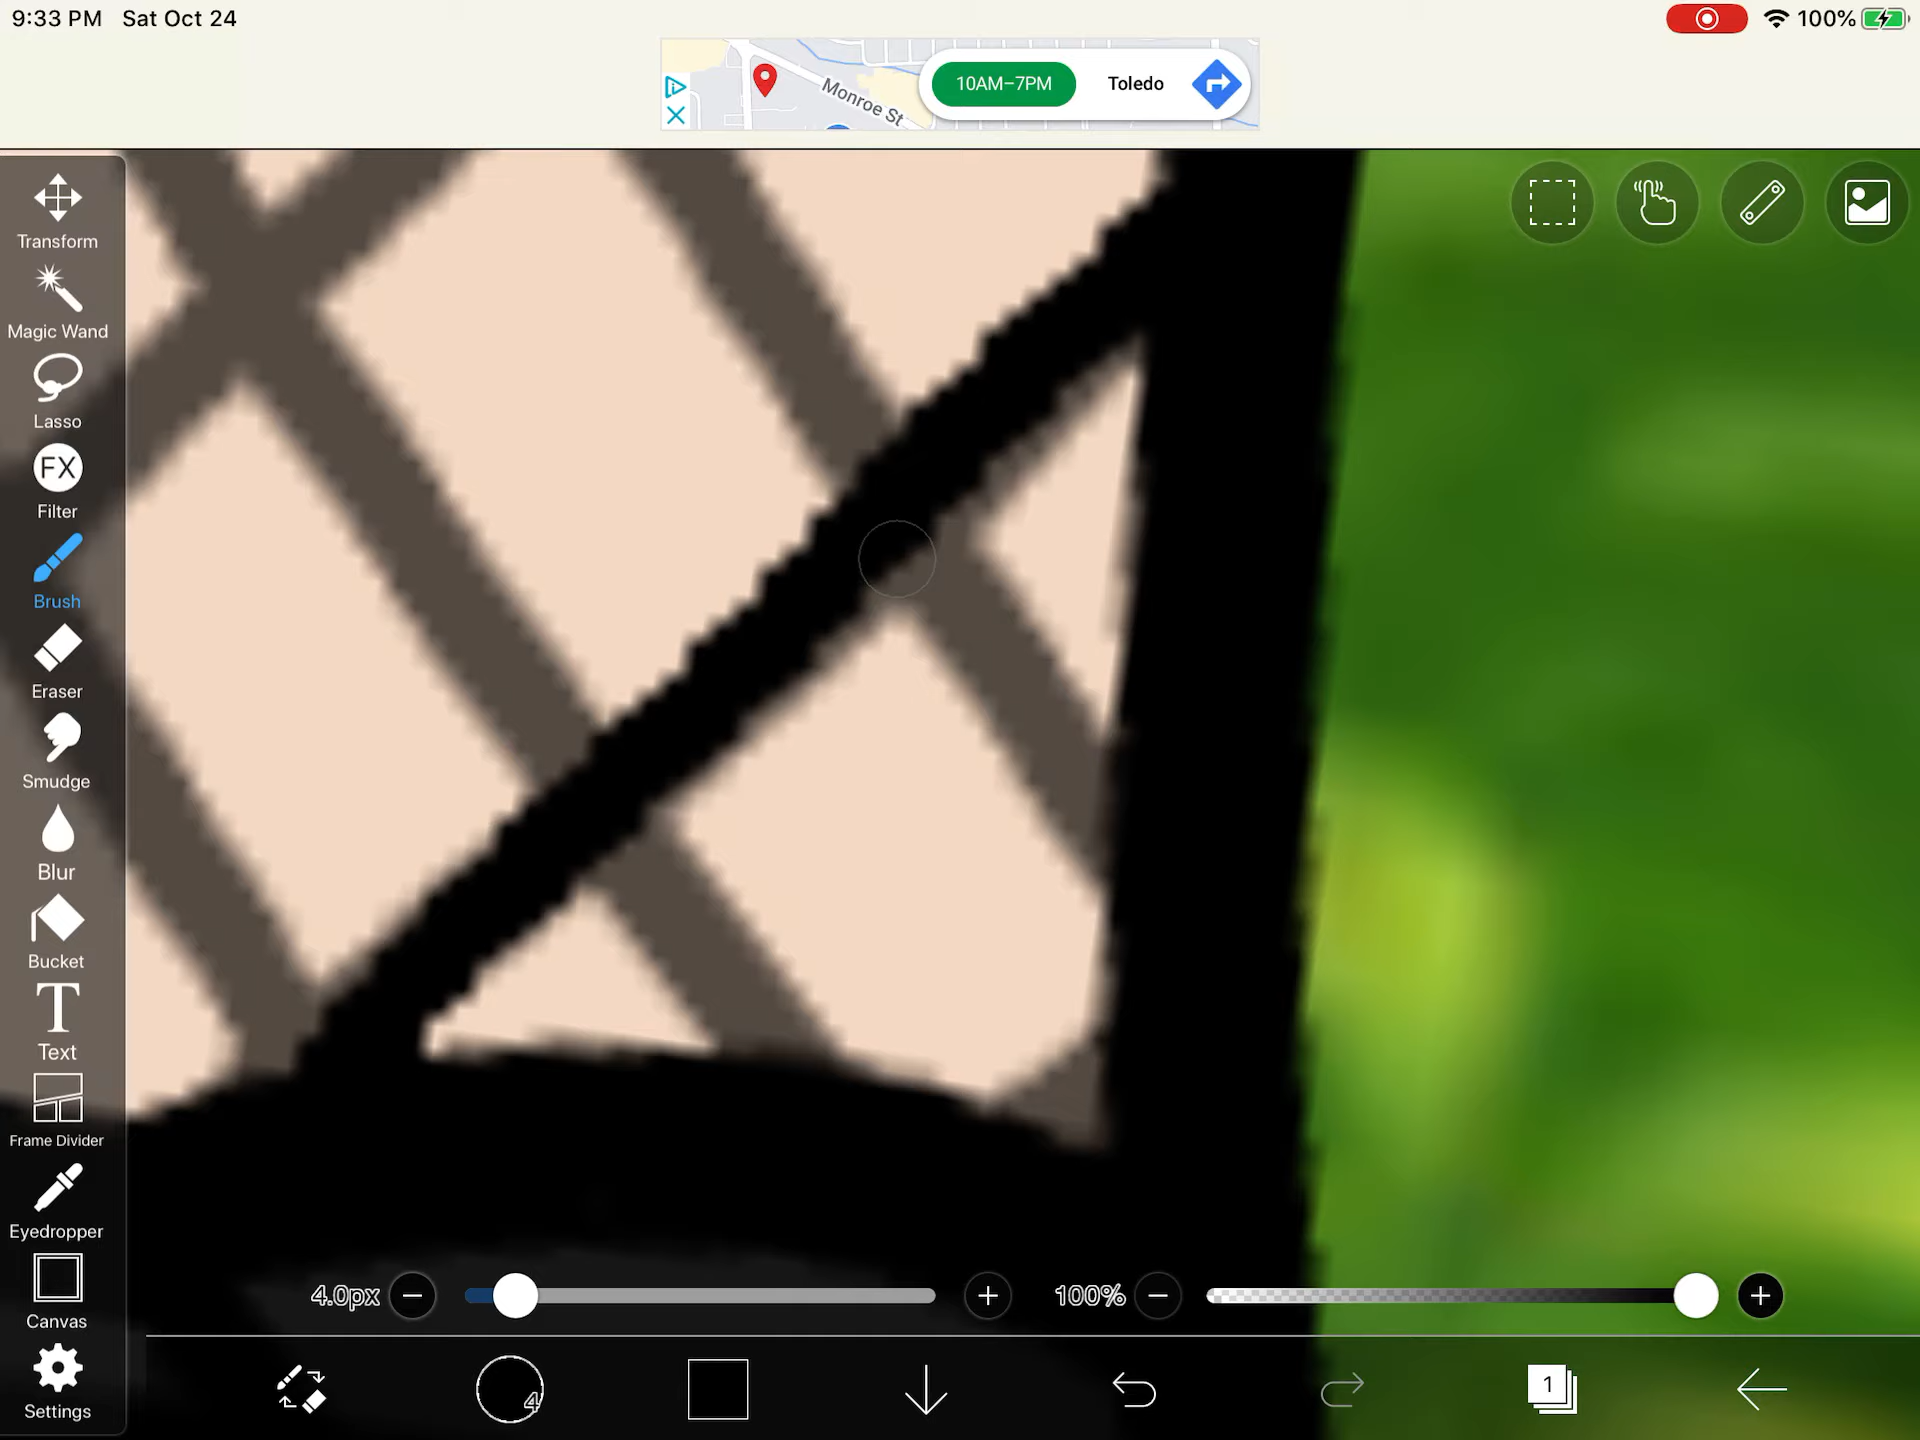 9:33 PM Sat Oct 24
100%
Monroe St
10AM–7PM
Toledo
Transform
Magic Wand
Lasso
FX
Filter
Brush
Eraser
Smudge
Blur
Bucket
T
Text
Frame Divider
Eyedropper
Canvas
Settings
4.0px
100%
4
1